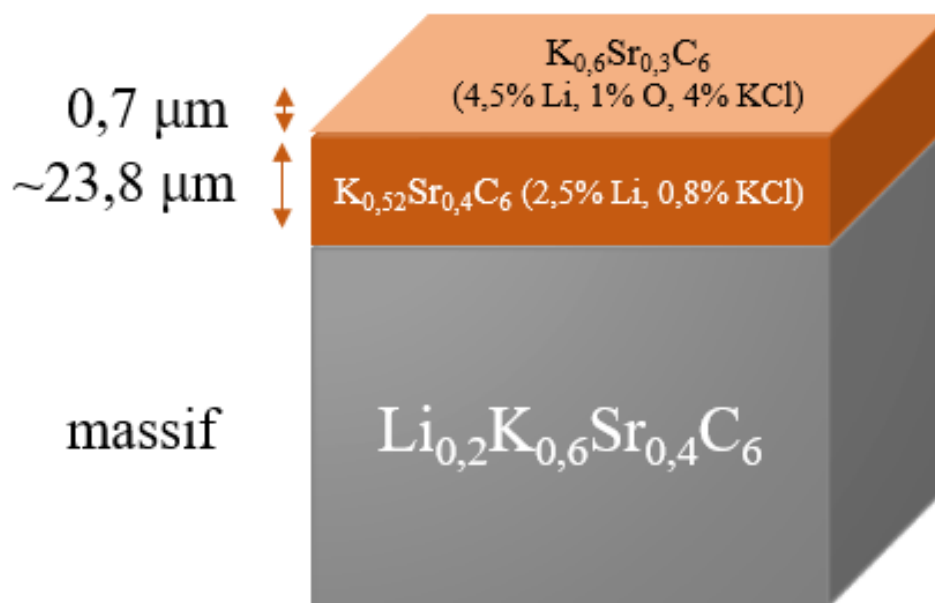 K0,6Sr0,3C6
(4,5% Li, 1% O, 4% KCl)
0,7 μm
~23,8 μm
K0,52Sr0,4C6 (2,5% Li, 0,8% KCl)
massif
Li0,2K0,6Sr0,4C6